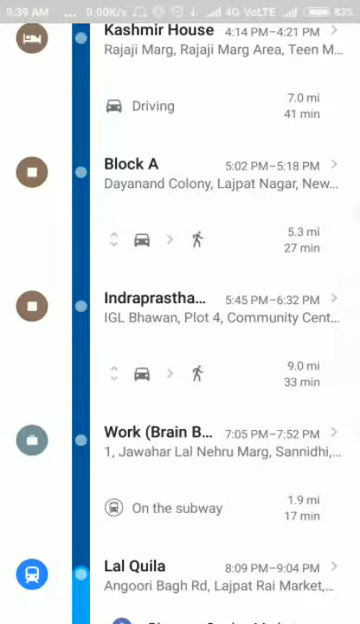 9:39 AM ... 0.00K/s 4G VoLTE 83%
Kashmir House 4:14 PM–4:21 PM
Rajaji Marg, Rajaji Marg Area, Teen M...
Driving 7.0 mi
41 min
Block A 5:02 PM–5:18 PM
Dayanand Colony, Lajpat Nagar, New...
5.3 mi
27 min
Indraprastha... 5:45 PM–6:32 PM
IGL Bhawan, Plot 4, Community Cent...
9.0 mi
33 min
Work (Brain B... 7:05 PM–7:52 PM
1, Jawahar Lal Nehru Marg, Sannidhi,...
On the subway 1.9 mi
17 min
Lal Quila 8:09 PM–9:04 PM
Angoori Bagh Rd, Lajpat Rai Market,...